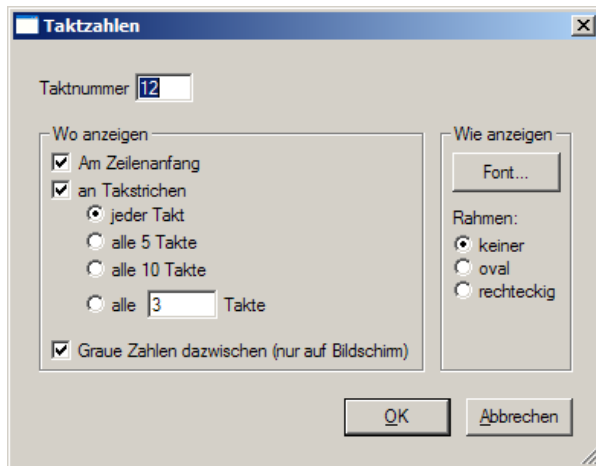 Taktzahlen
Taktnummer 12
Wo anzeigen
Am Zeilenanfang
an Takstrichen
jeder Takt
alle 5 Takte
alle 10 Takte
alle 3 Takte
Graue Zahlen dazwischen (nur auf Bildschirm)
Wie anzeigen
Font...
Rahmen:
keiner
oval
rechteckig
OK
Abbrechen